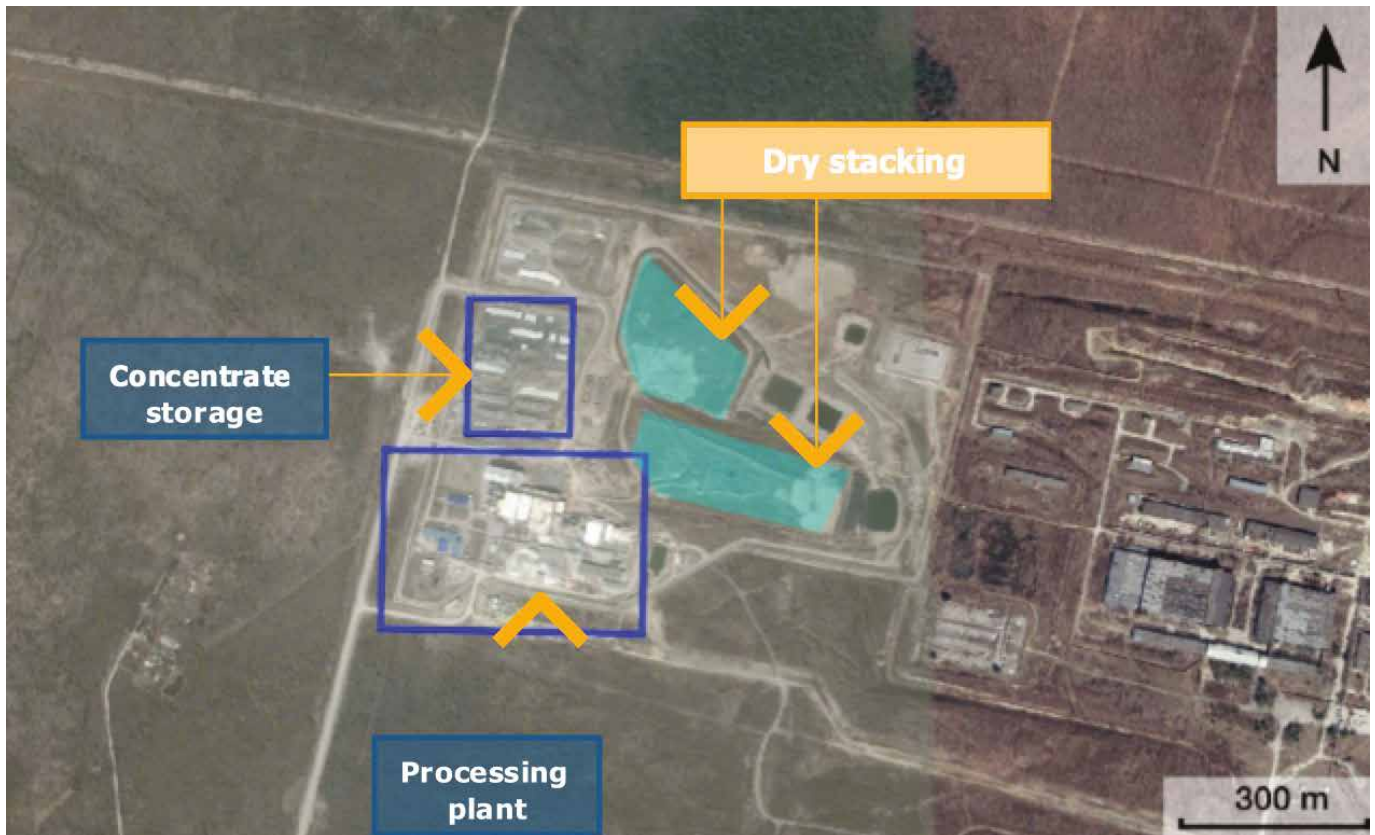 N
Dry stacking
Concentrate
storage
Processing
plant
300 m